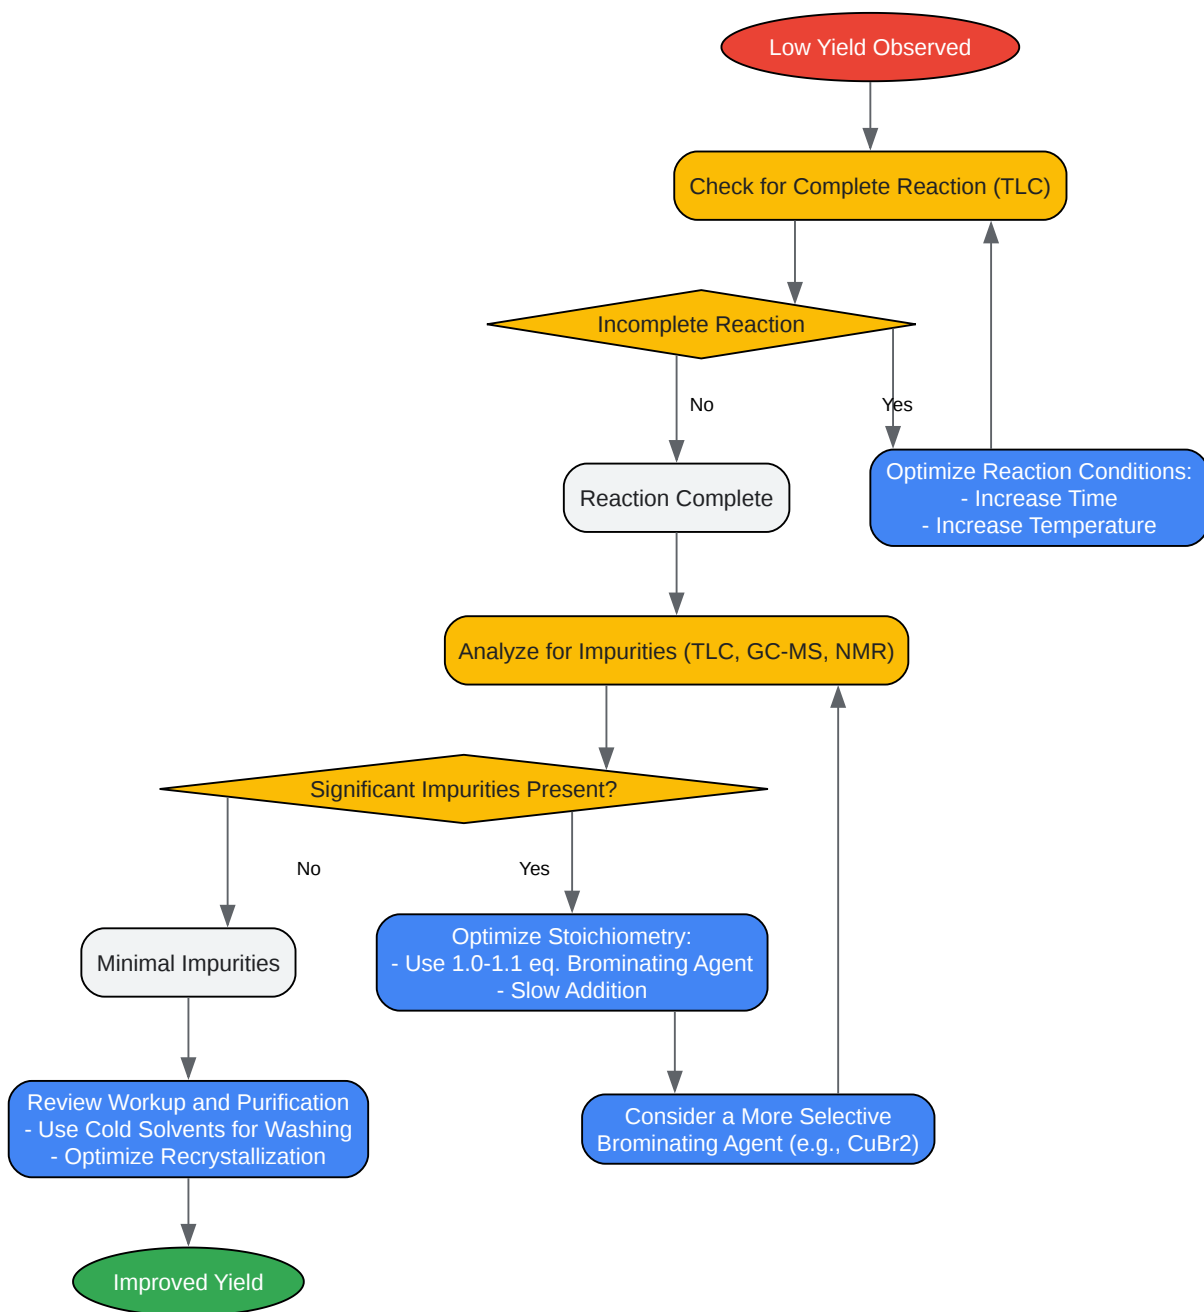 Low Yield Observed
Check for Complete Reaction (TLC)
Incomplete Reaction
No
Yes
Optimize Reaction Conditions:
- Increase Time
- Increase Temperature
Reaction Complete
Analyze for Impurities (TLC, GC-MS, NMR)
Significant Impurities Present?
No
Yes
Minimal Impurities
Optimize Stoichiometry:
- Use 1.0-1.1 eq. Brominating Agent
- Slow Addition
Review Workup and Purification
- Use Cold Solvents for Washing
- Optimize Recrystallization
Consider a More Selective
Brominating Agent (e.g., CuBr2)
Improved Yield